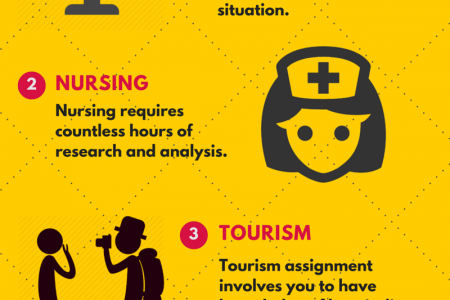 situation.
2 NURSING
Nursing requires
countless hours of
research and analysis.
3 TOURISM
Tourism assignment
involves you to have